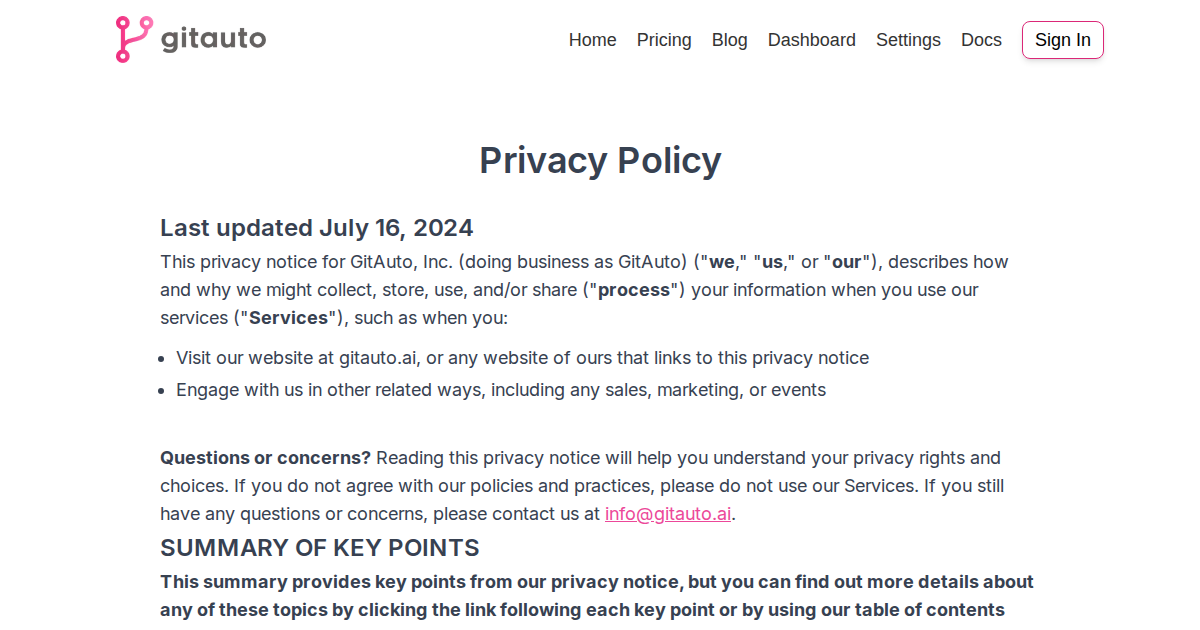 gitauto
Home Pricing Blog Dashboard Settings Docs Sign In
Privacy Policy
Last updated July 16, 2024
This privacy notice for GitAuto, Inc. (doing business as GitAuto) ("we," "us," or "our"), describes how
and why we might collect, store, use, and/or share ("process") your information when you use our
services ("Services"), such as when you:
• Visit our website at gitauto.ai, or any website of ours that links to this privacy notice
• Engage with us in other related ways, including any sales, marketing, or events
Questions or concerns? Reading this privacy notice will help you understand your privacy rights and
choices. If you do not agree with our policies and practices, please do not use our Services. If you still
have any questions or concerns, please contact us at info@gitauto.ai.
SUMMARY OF KEY POINTS
This summary provides key points from our privacy notice, but you can find out more details about
any of these topics by clicking the link following each key point or by using our table of contents